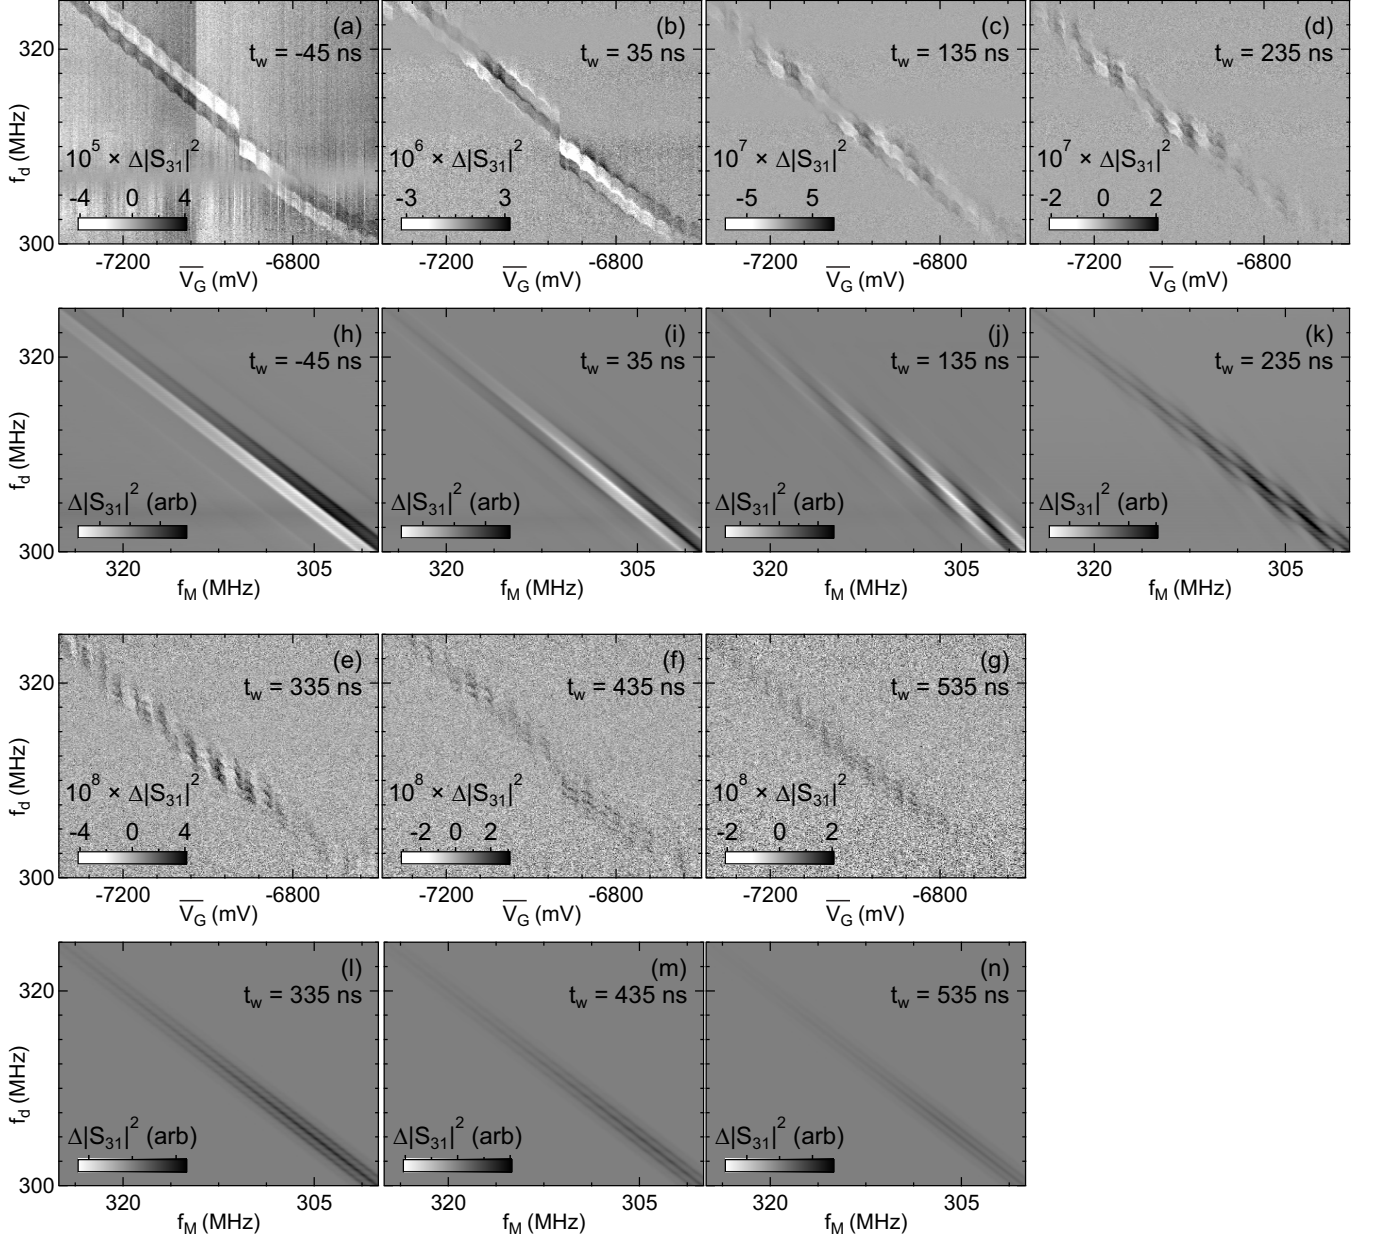 (a)
t_w = -45 ns
(b)
t_w = 35 ns
(c)
t_w = 135 ns
(d)
t_w = 235 ns
320
f_d (MHz)
300
10^5 × Δ|S_31|^2
-4 0 4
10^6 × Δ|S_31|^2
-3 3
10^7 × Δ|S_31|^2
-5 5
10^7 × Δ|S_31|^2
-2 0 2
-7200 -6800
-7200 -6800
-7200 -6800
-7200 -6800
V_G (mV)
V_G (mV)
V_G (mV)
V_G (mV)
(h)
t_w = -45 ns
(i)
t_w = 35 ns
(j)
t_w = 135 ns
(k)
t_w = 235 ns
320
f_d (MHz)
300
Δ|S_31|^2 (arb)
Δ|S_31|^2 (arb)
Δ|S_31|^2 (arb)
Δ|S_31|^2 (arb)
320 305
320 305
320 305
320 305
f_M (MHz)
f_M (MHz)
f_M (MHz)
f_M (MHz)
(e)
t_w = 335 ns
(f)
t_w = 435 ns
(g)
t_w = 535 ns
320
f_d (MHz)
300
10^8 × Δ|S_31|^2
-4 0 4
10^8 × Δ|S_31|^2
-2 0 2
10^8 × Δ|S_31|^2
-2 0 2
-7200 -6800
-7200 -6800
-7200 -6800
V_G (mV)
V_G (mV)
V_G (mV)
(l)
t_w = 335 ns
(m)
t_w = 435 ns
(n)
t_w = 535 ns
320
f_d (MHz)
300
Δ|S_31|^2 (arb)
Δ|S_31|^2 (arb)
Δ|S_31|^2 (arb)
320 305
320 305
320 305
f_M (MHz)
f_M (MHz)
f_M (MHz)